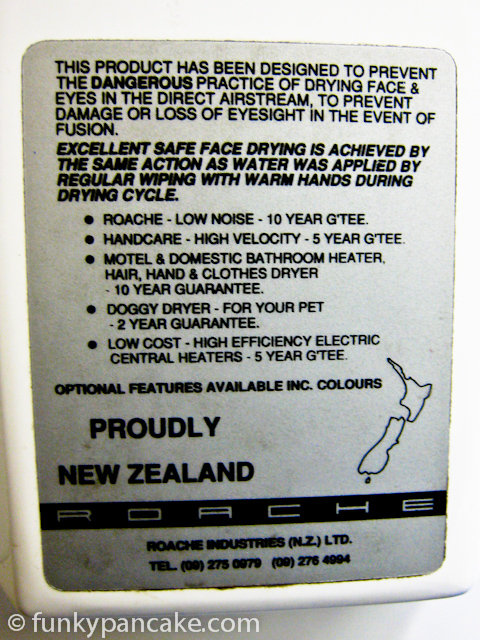 THIS PRODUCT HAS BEEN DESIGNED TO PREVENT
THE DANGEROUS PRACTICE OF DRYING FACE &
EYES IN THE DIRECT AIRSTREAM, TO PREVENT
DAMAGE OR LOSS OF EYESIGHT IN THE EVENT OF
FUSION.
EXCELLENT SAFE FACE DRYING IS ACHIEVED BY
THE SAME ACTION AS WATER WAS APPLIED BY
REGULAR WIPING WITH WARM HANDS DURING
DRYING CYCLE.
● ROACHE - LOW NOISE - 10 YEAR G'TEE.
● HANDCARE - HIGH VELOCITY - 5 YEAR G'TEE.
● MOTEL & DOMESTIC BATHROOM HEATER,
HAIR, HAND & CLOTHES DRYER
- 10 YEAR GUARANTEE.
● DOGGY DRYER - FOR YOUR PET
- 2 YEAR GUARANTEE.
● LOW COST - HIGH EFFICIENCY ELECTRIC
CENTRAL HEATERS - 5 YEAR G'TEE.
OPTIONAL FEATURES AVAILABLE INC. COLOURS
PROUDLY
NEW ZEALAND
ROACHE
ROACHE INDUSTRIES (N.Z.) LTD.
TEL. (09) 275 0979 (09) 276 4994
© funkypancake.com